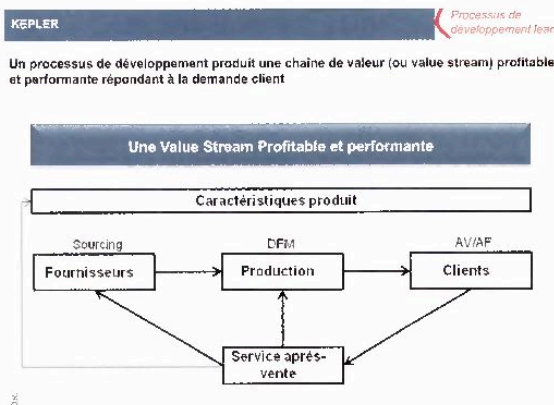 KEPLER
Processus de
développement lean
Un processus de développement produit une chaîne de valeur (ou value stream) profitable
et performante répondant à la demande client
Une Value Stream Profitable et performante
Caractéristiques produit
Sourcing
DFM
AV/AF
Fournisseurs
Production
Clients
Service après-
vente